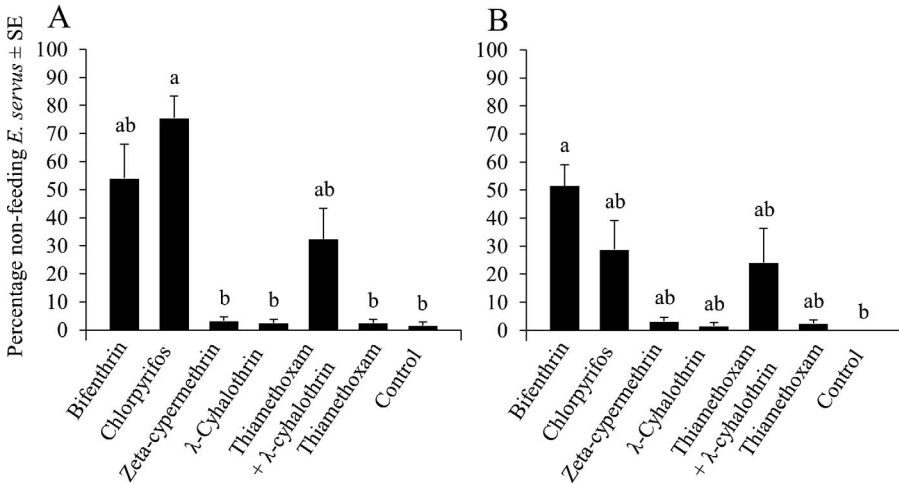 Percentage non-feeding E. servus ± SE
A
100
90
80
70
60
50
40
30
20
10
0
ab
a
b
b
ab
b
b
Bifenthrin
Chlorpyrifos
Zeta-cypermethrin
λ-Cyhalothrin
Thiamethoxam
+ λ-cyhalothrin
Thiamethoxam
Control
B
100
90
80
70
60
50
40
30
20
10
0
a
ab
ab
ab
ab
ab
b
Bifenthrin
Chlorpyrifos
Zeta-cypermethrin
λ-Cyhalothrin
Thiamethoxam
+ λ-cyhalothrin
Thiamethoxam
Control